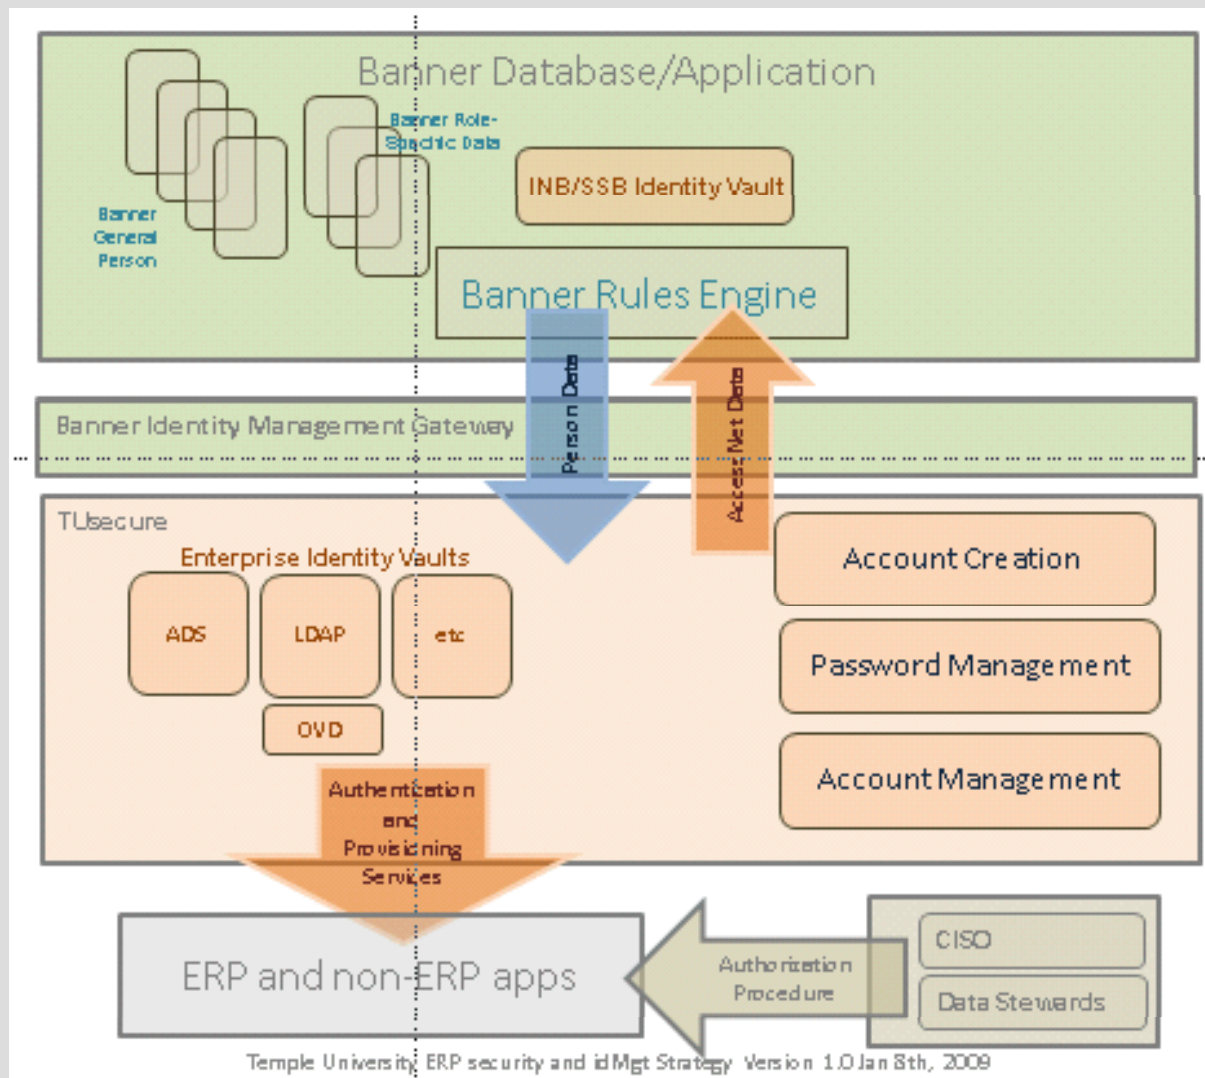 Banner Database/Application
Banner Role-
Specific Data
INB/SSB Identity Vault
Banner
General
Person
Banner Rules Engine
Person Data
Access Net Data
Banner Identity Management Gateway
TUsecure
Enterprise Identity Vaults
ADS
LDAP
etc
OVD
Account Creation
Password Management
Account Management
Authentication
and
Provisioning
Services
ERP and non-ERP apps
Authorization
Procedure
CISO
Data Stewards
Temple University ERP security and idMgt Strategy Version 1.0 Jan 8th, 2009